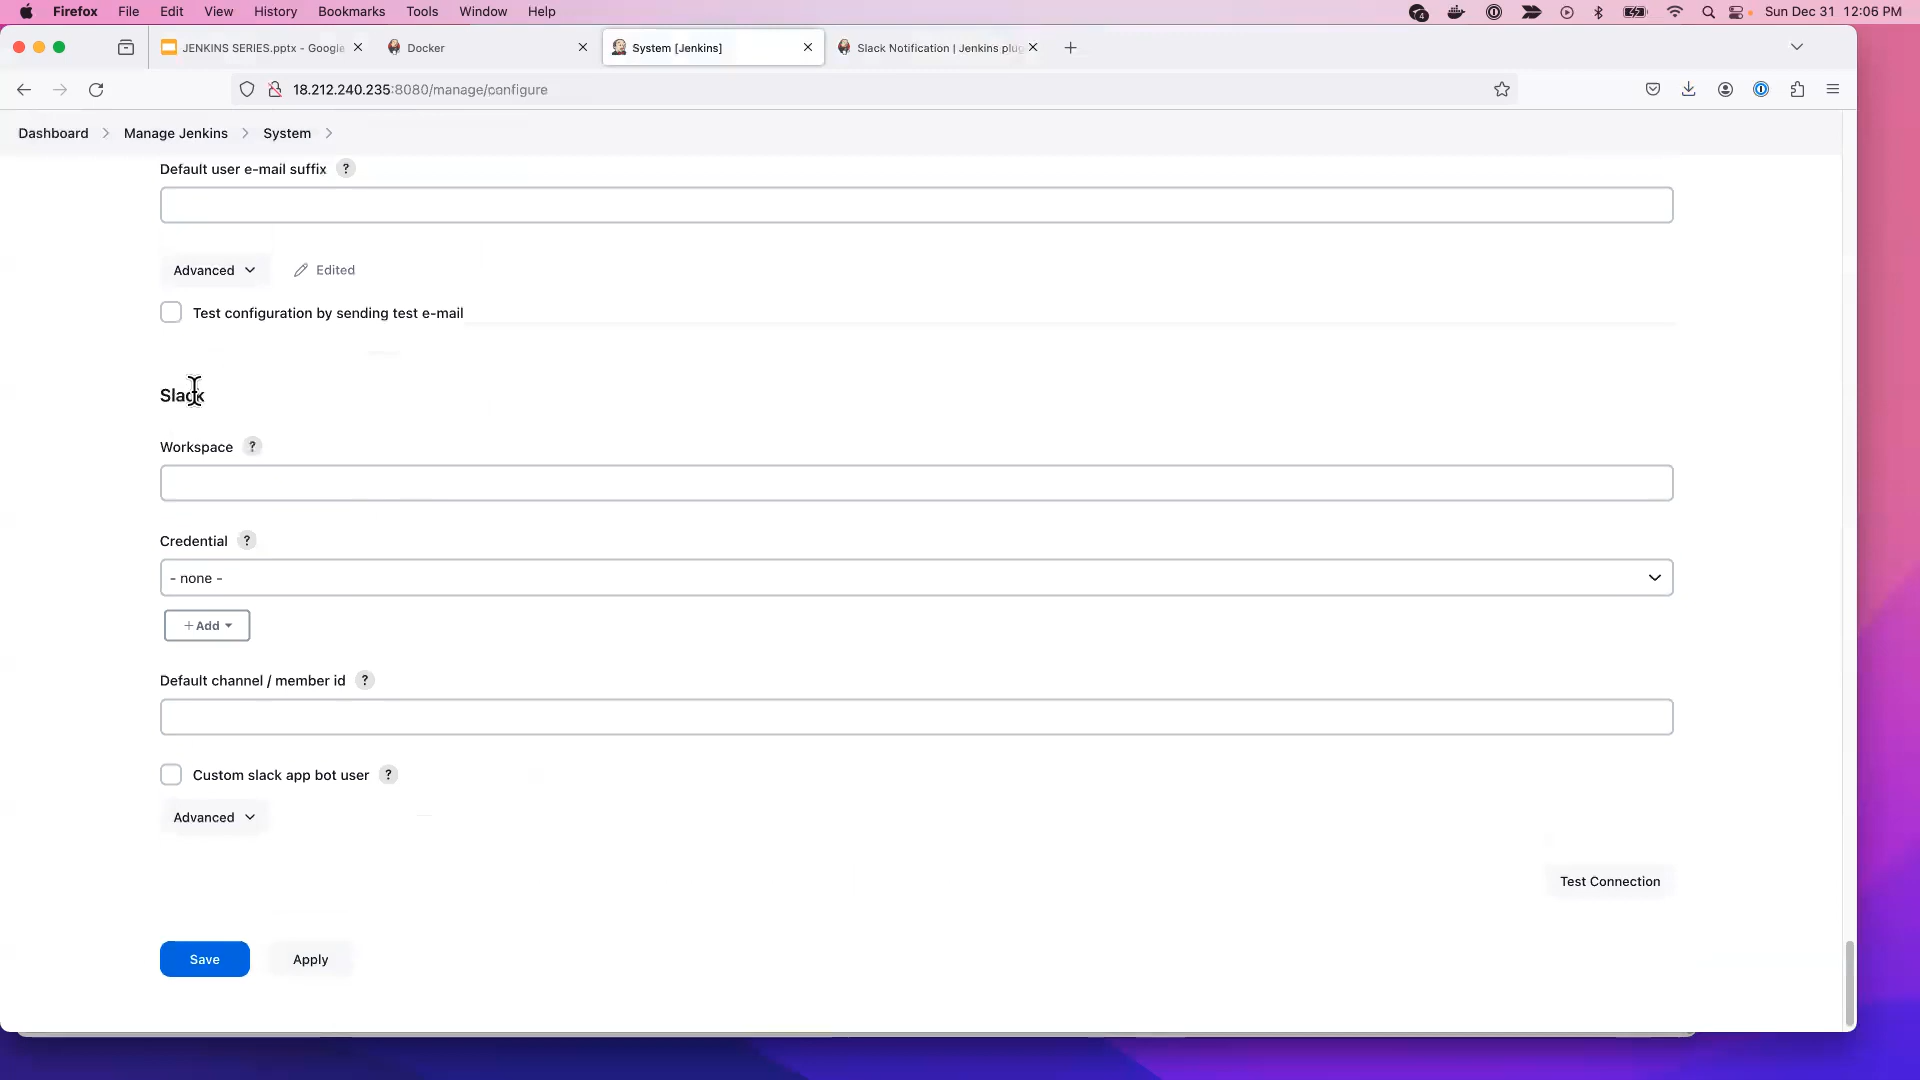 Firefox File Edit View History Bookmarks Tools Window Help
4
Sun Dec 31 12:06 PM
JENKINS SERIES.pptx - Google
Docker
System [Jenkins]
Slack Notification | Jenkins plug
18.212.240.235:8080/manage/configure
Dashboard > Manage Jenkins > System >
Default user e-mail suffix ?
Advanced
Edited
Test configuration by sending test e-mail
Slack
Workspace ?
Credential ?
- none -
+ Add
Default channel / member id ?
Custom slack app bot user ?
Advanced
Test Connection
Save
Apply